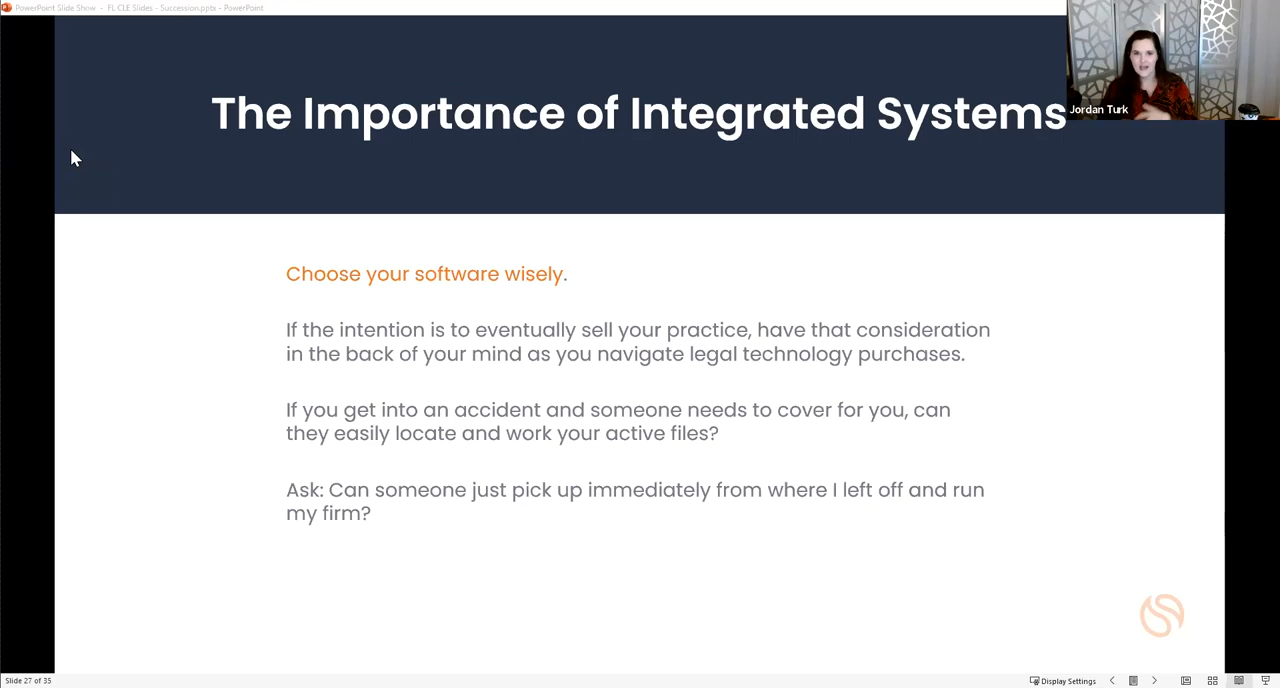 PowerPoint Slide Show - FL CLE Slides - Succession.pptx - PowerPoint
The Importance of Integrated Systems
Jordan Turk
Choose your software wisely.
If the intention is to eventually sell your practice, have that consideration
in the back of your mind as you navigate legal technology purchases.
If you get into an accident and someone needs to cover for you, can
they easily locate and work your active files?
Ask: Can someone just pick up immediately from where I left off and run
my firm?
Slide 27 of 35
Display Settings